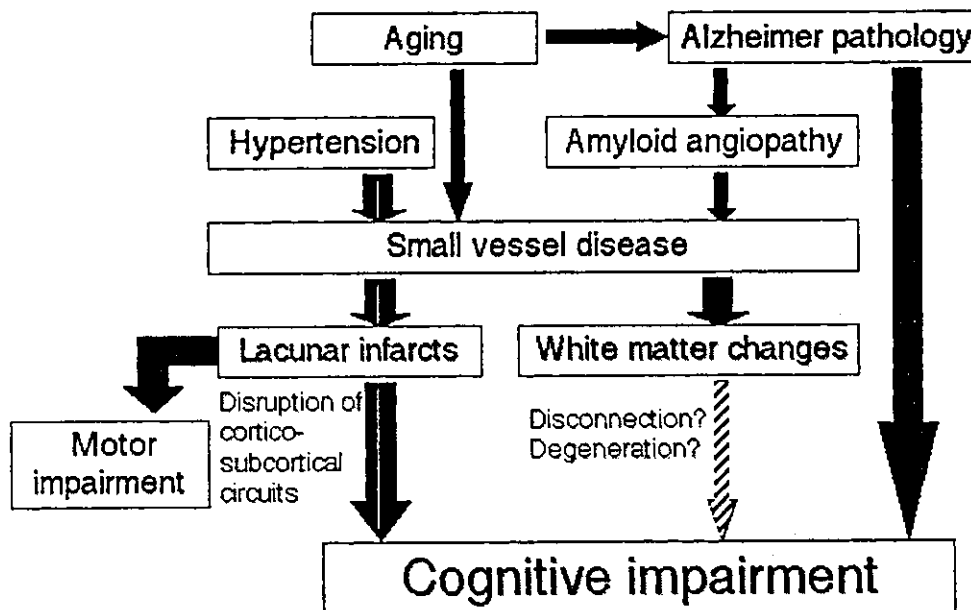 Aging
Alzheimer pathology
Hypertension
Amyloid angiopathy
Small vessel disease
Lacunar infarcts
White matter changes
Motor
impairment
Disruption of
cortico-
subcortical
circuits
Disconnection?
Degeneration?
Cognitive impairment